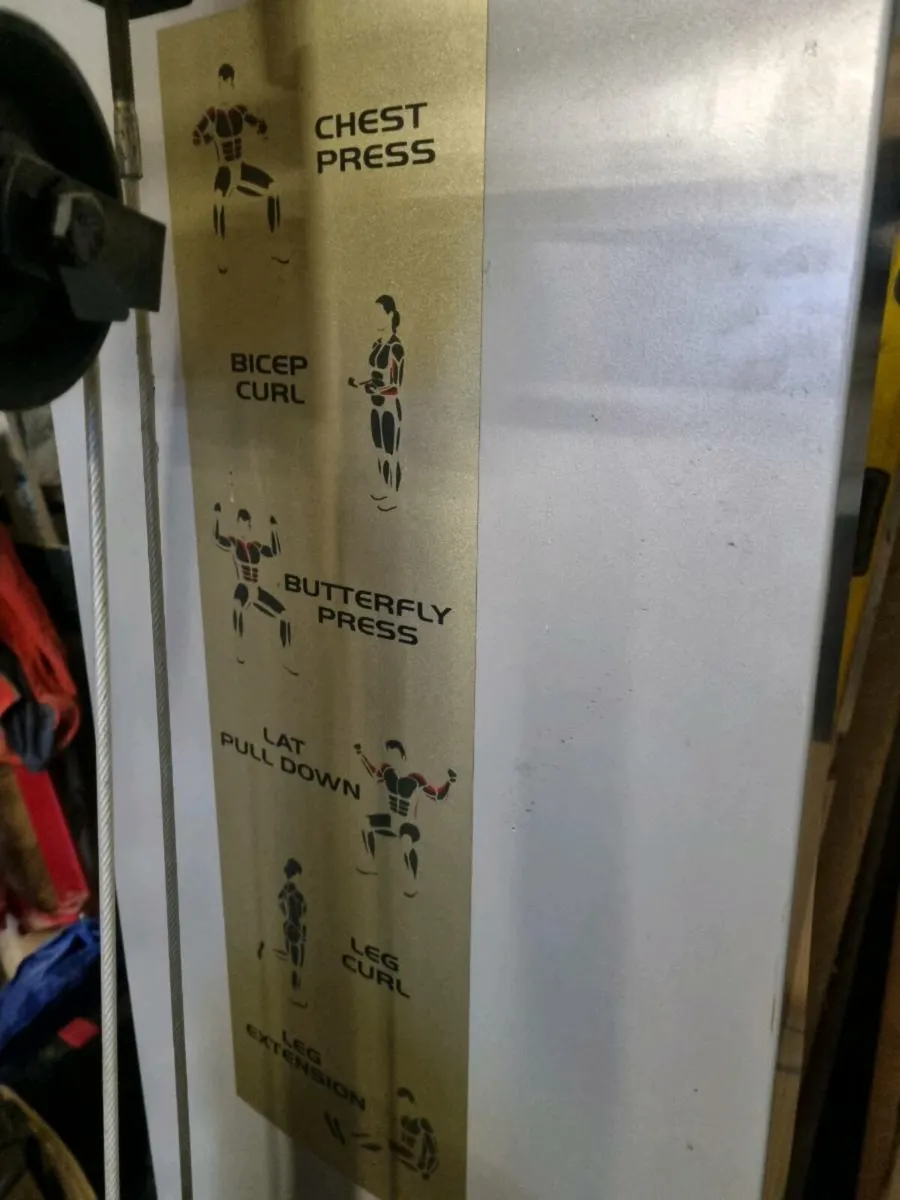 CHEST
PRESS
BICEP
CURL
BUTTERFLY
PRESS
LAT
PULL DOWN
LEG
CURL
LEG
EXTENSION